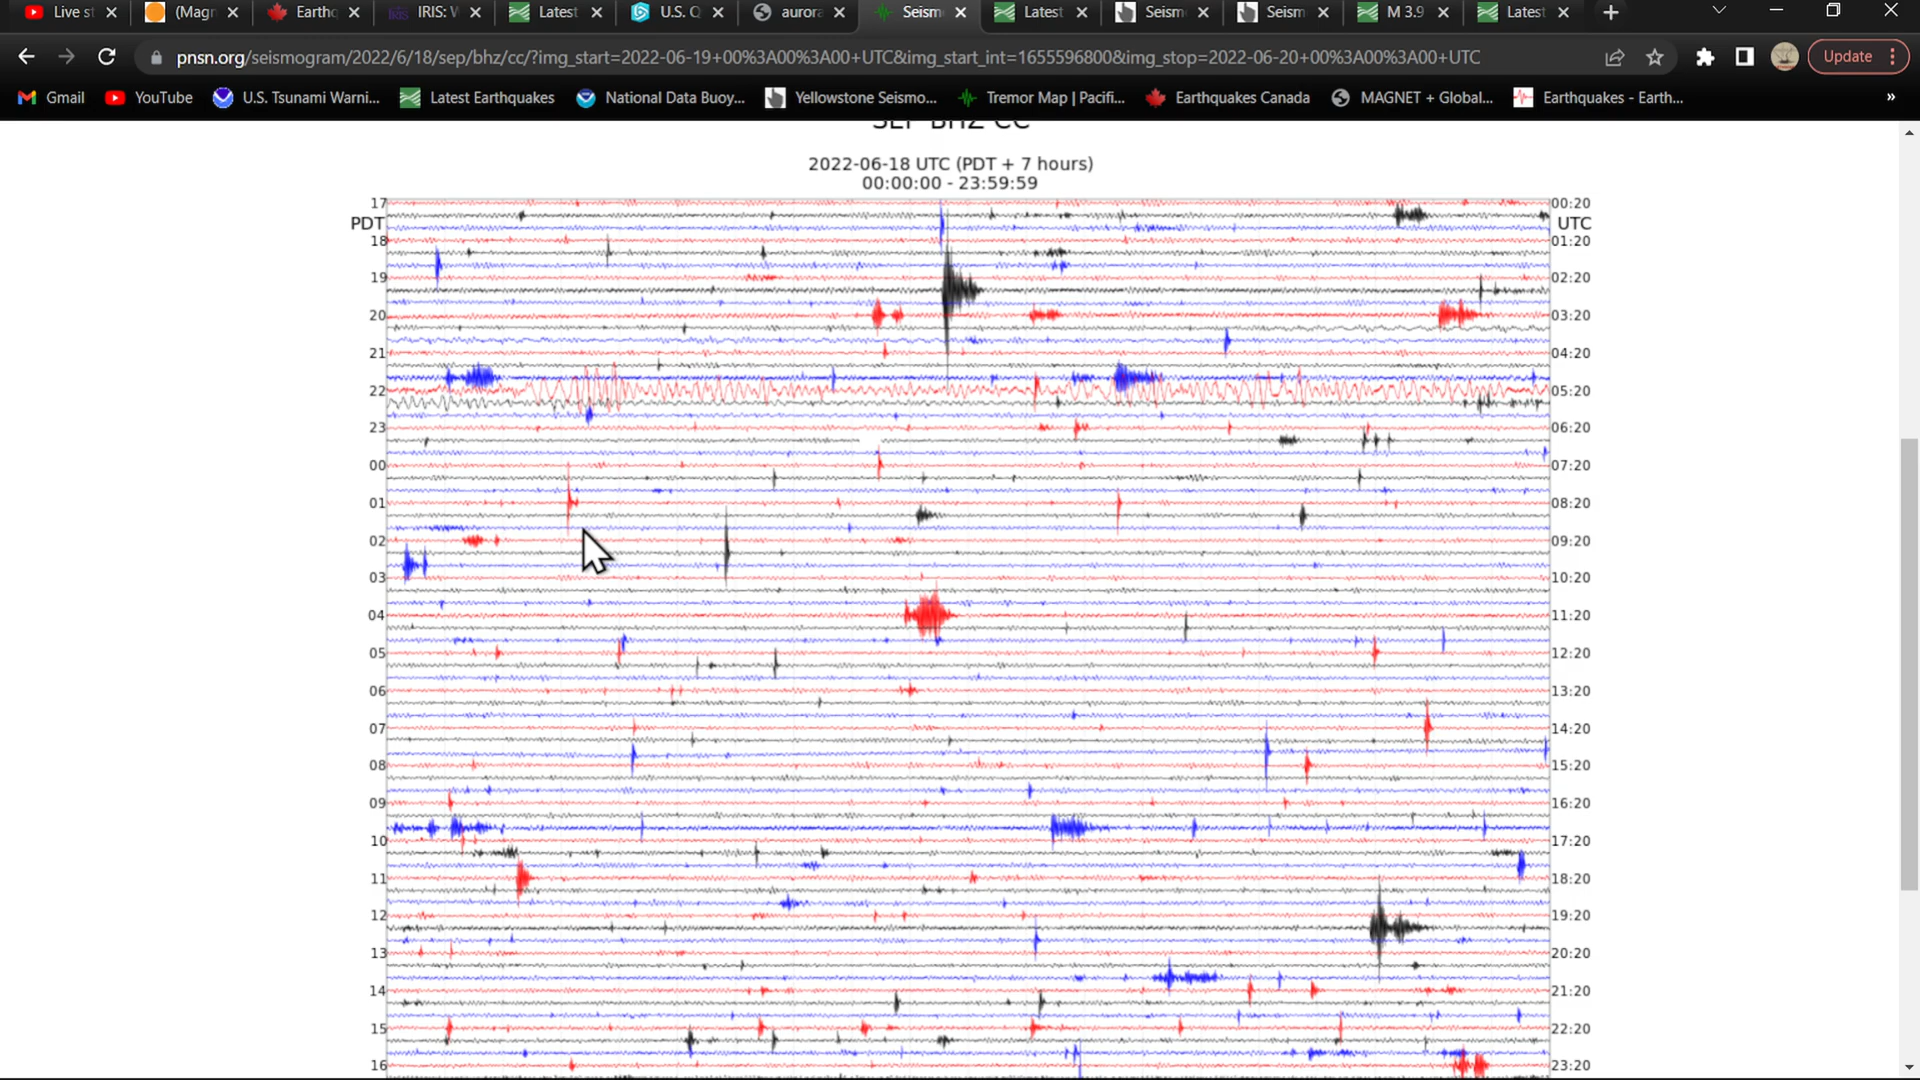 Live st
(Magn
Earthq
IRIS: W
Latest
U.S. Q
aurora
Seism
Latest
Seism
Seism
M 3.9
Latest
pnsn.org/seismogram/2022/6/18/sep/bhz/cc/?img_start=2022-06-19+00%3A00%3A00+UTC&img_start_int=1655596800&img_stop=2022-06-20+00%3A00%3A00+UTC
Update
Gmail
YouTube
U.S. Tsunami Warni...
Latest Earthquakes
National Data Buoy...
Yellowstone Seismo...
Tremor Map | Pacifi...
Earthquakes Canada
MAGNET + Global...
Earthquakes - Earth...
»
SEP BHZ CC
2022-06-18 UTC (PDT + 7 hours)
00:00:00 - 23:59:59
17 00:20
PDT UTC
18 01:20
19 02:20
20 03:20
21 04:20
22 05:20
23 06:20
00 07:20
01 08:20
02 09:20
03 10:20
04 11:20
05 12:20
06 13:20
07 14:20
08 15:20
09 16:20
10 17:20
11 18:20
12 19:20
13 20:20
14 21:20
15 22:20
16 23:20